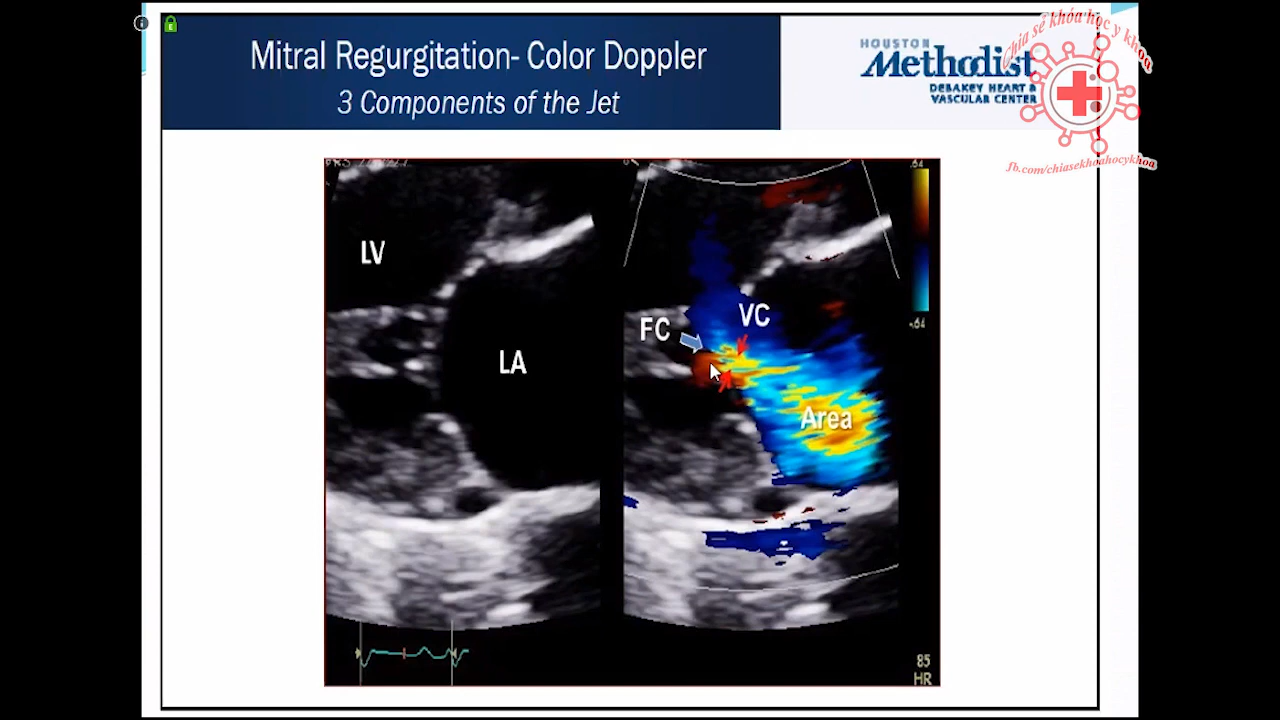 Mitral Regurgitation- Color Doppler
3 Components of the Jet
HOUSTON
Methodist
DEBAKEY HEART &
VASCULAR CENTER
Chia sẻ khóa học y khoa
fb.com/chiasekhoahocykhoa
E
LV
LA
FC
VC
Area
.64
-.64
85
HR